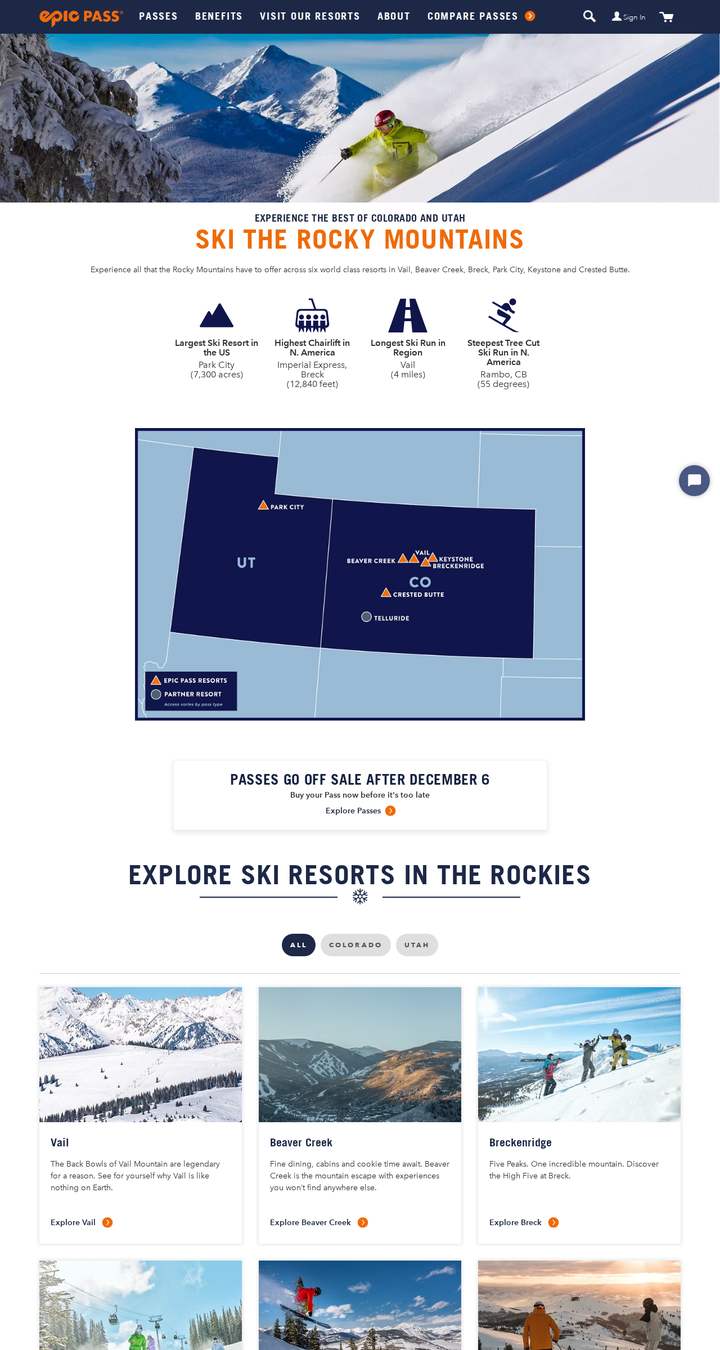 epic PASS
PASSES
BENEFITS
VISIT OUR RESORTS
ABOUT
COMPARE PASSES
Sign In
EXPERIENCE THE BEST OF COLORADO AND UTAH
SKI THE ROCKY MOUNTAINS
Experience all that the Rocky Mountains have to offer across six world class resorts in Vail, Beaver Creek, Breck, Park City, Keystone and Crested Butte.
Largest Ski Resort in
the US
Park City
(7,300 acres)
Highest Chairlift in
N. America
Imperial Express,
Breck
(12,840 feet)
Longest Ski Run in
Region
Vail
(4 miles)
Steepest Tree Cut
Ski Run in N.
America
Rambo, CB
(55 degrees)
PARK CITY
UT
VAIL
BEAVER CREEK
KEYSTONE
BRECKENRIDGE
CO
CRESTED BUTTE
TELLURIDE
EPIC PASS RESORTS
PARTNER RESORT
Access varies by pass type
PASSES GO OFF SALE AFTER DECEMBER 6
Buy your Pass now before it's too late
Explore Passes
EXPLORE SKI RESORTS IN THE ROCKIES
ALL
COLORADO
UTAH
Vail
The Back Bowls of Vail Mountain are legendary
for a reason. See for yourself why Vail is like
nothing on Earth.
Explore Vail
Beaver Creek
Fine dining, cabins and cookie time await. Beaver
Creek is the mountain escape with experiences
you won't find anywhere else.
Explore Beaver Creek
Breckenridge
Five Peaks. One incredible mountain. Discover
the High Five at Breck.
Explore Breck